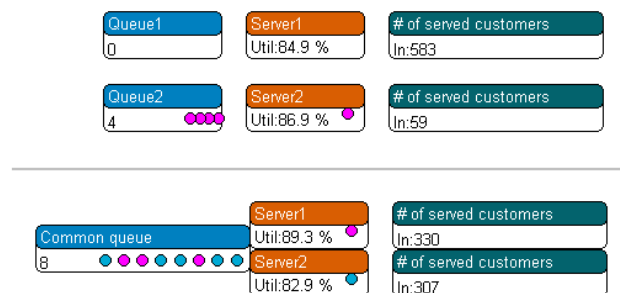 Queue1
0
Server1
Util:84.9 %
# of served customers
In:583
Queue2
4
Server2
Util:86.9 %
# of served customers
In:59
Common queue
8
Server1
Util:89.3 %
# of served customers
In:330
Server2
Util:82.9 %
# of served customers
In:307